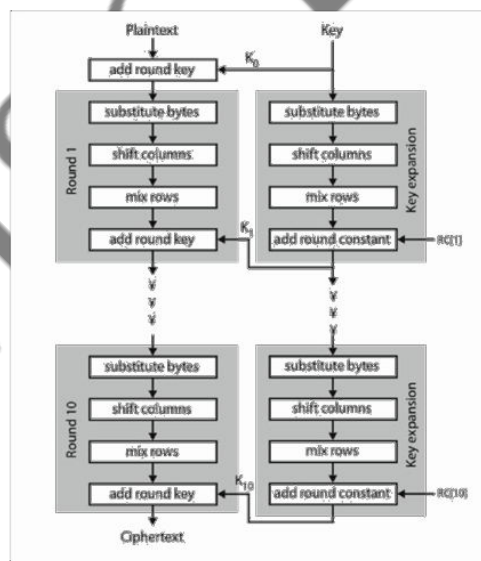 Plaintext Key
K0
add round key
substitute bytes substitute bytes
shift columns shift columns
Round 1 Key expansion
mix rows mix rows
K1
add round key add round constant RC[1]
substitute bytes substitute bytes
shift columns shift columns
Round 10 Key expansion
mix rows mix rows
K10
add round key add round constant RC[10]
Ciphertext